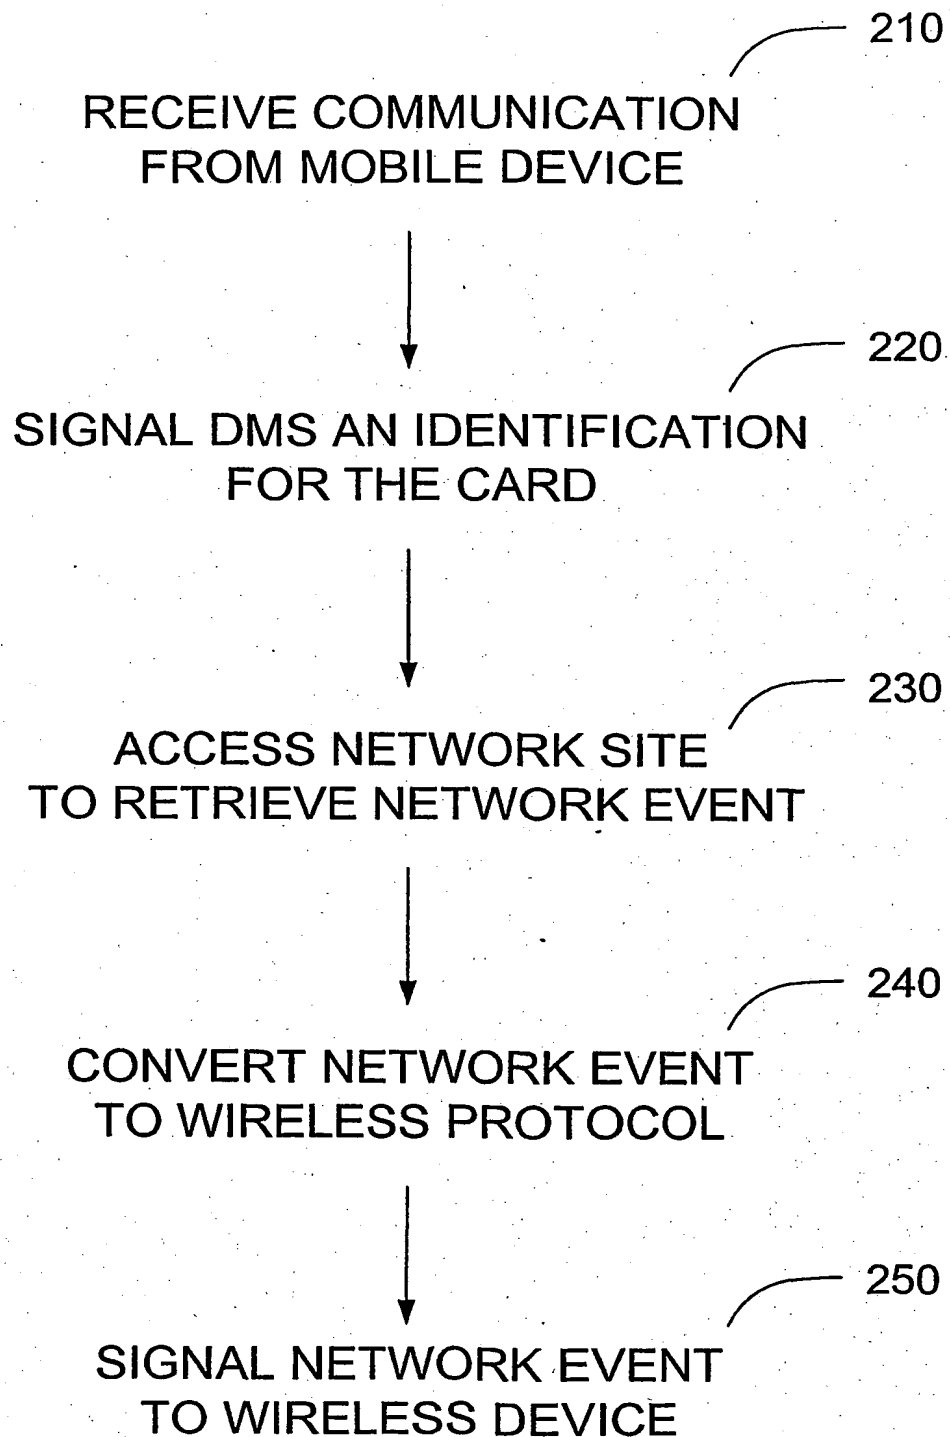 210
RECEIVE COMMUNICATION
FROM MOBILE DEVICE
220
SIGNAL DMS AN IDENTIFICATION
FOR THE CARD
230
ACCESS NETWORK SITE
TO RETRIEVE NETWORK EVENT
240
CONVERT NETWORK EVENT
TO WIRELESS PROTOCOL
250
SIGNAL NETWORK EVENT
TO WIRELESS DEVICE